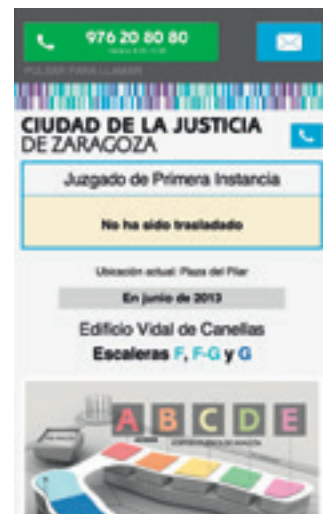 976 20 80 80
PULSAR PARA LLAMAR
CIUDAD DE LA JUSTICIA
DE ZARAGOZA
Juzgado de Primera Instancia
No ha sido trasladado
Ubicación actual: Plaza del Pilar
En junio de 2013
Edificio Vidal de Canellas
Escaleras F, F-G y G
A B C D E